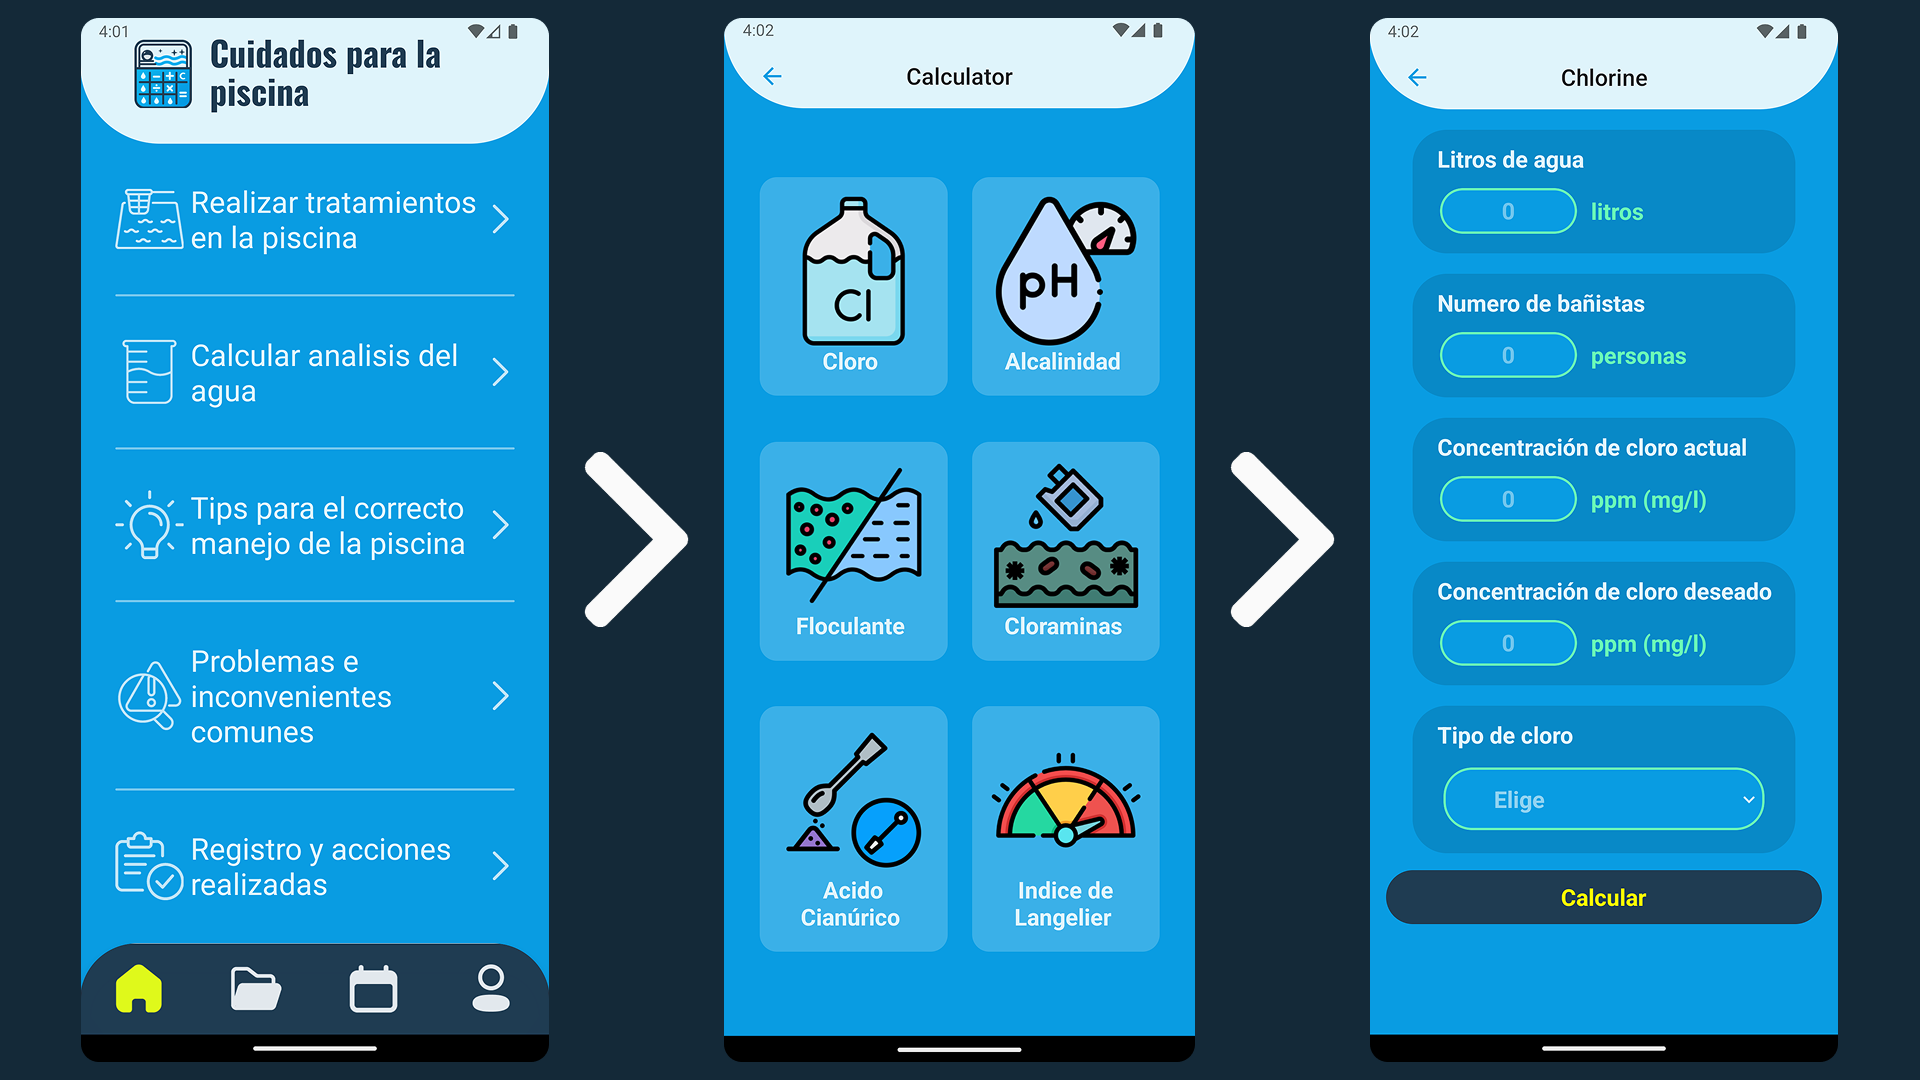 4:01
Cuidados para la
piscina
Realizar tratamientos
en la piscina
Calcular analisis del
agua
Tips para el correcto
manejo de la piscina
Problemas e
inconvenientes
comunes
Registro y acciones
realizadas
4:02
Calculator
Cl
Cloro
pH
Alcalinidad
Floculante
Cloraminas
Acido
Cianúrico
Indice de
Langelier
4:02
Chlorine
Litros de agua
0 litros
Numero de bañistas
0 personas
Concentración de cloro actual
0 ppm (mg/l)
Concentración de cloro deseado
0 ppm (mg/l)
Tipo de cloro
Elige
Calcular